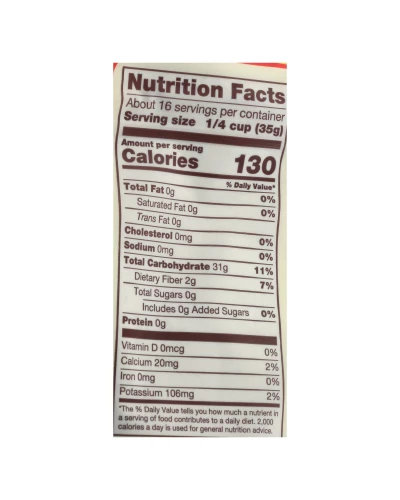 Nutrition Facts
About 16 servings per container
Serving size 1/4 cup (35g)
Amount per serving
Calories 130
% Daily Value*
Total Fat 0g 0%
Saturated Fat 0g 0%
Trans Fat 0g
Cholesterol 0mg 0%
Sodium 0mg 0%
Total Carbohydrate 31g 11%
Dietary Fiber 2g 7%
Total Sugars 0g
Includes 0g Added Sugars 0%
Protein 0g
Vitamin D 0mcg 0%
Calcium 20mg 2%
Iron 0mg 0%
Potassium 106mg 2%
*The % Daily Value tells you how much a nutrient in
a serving of food contributes to a daily diet. 2,000
calories a day is used for general nutrition advice.